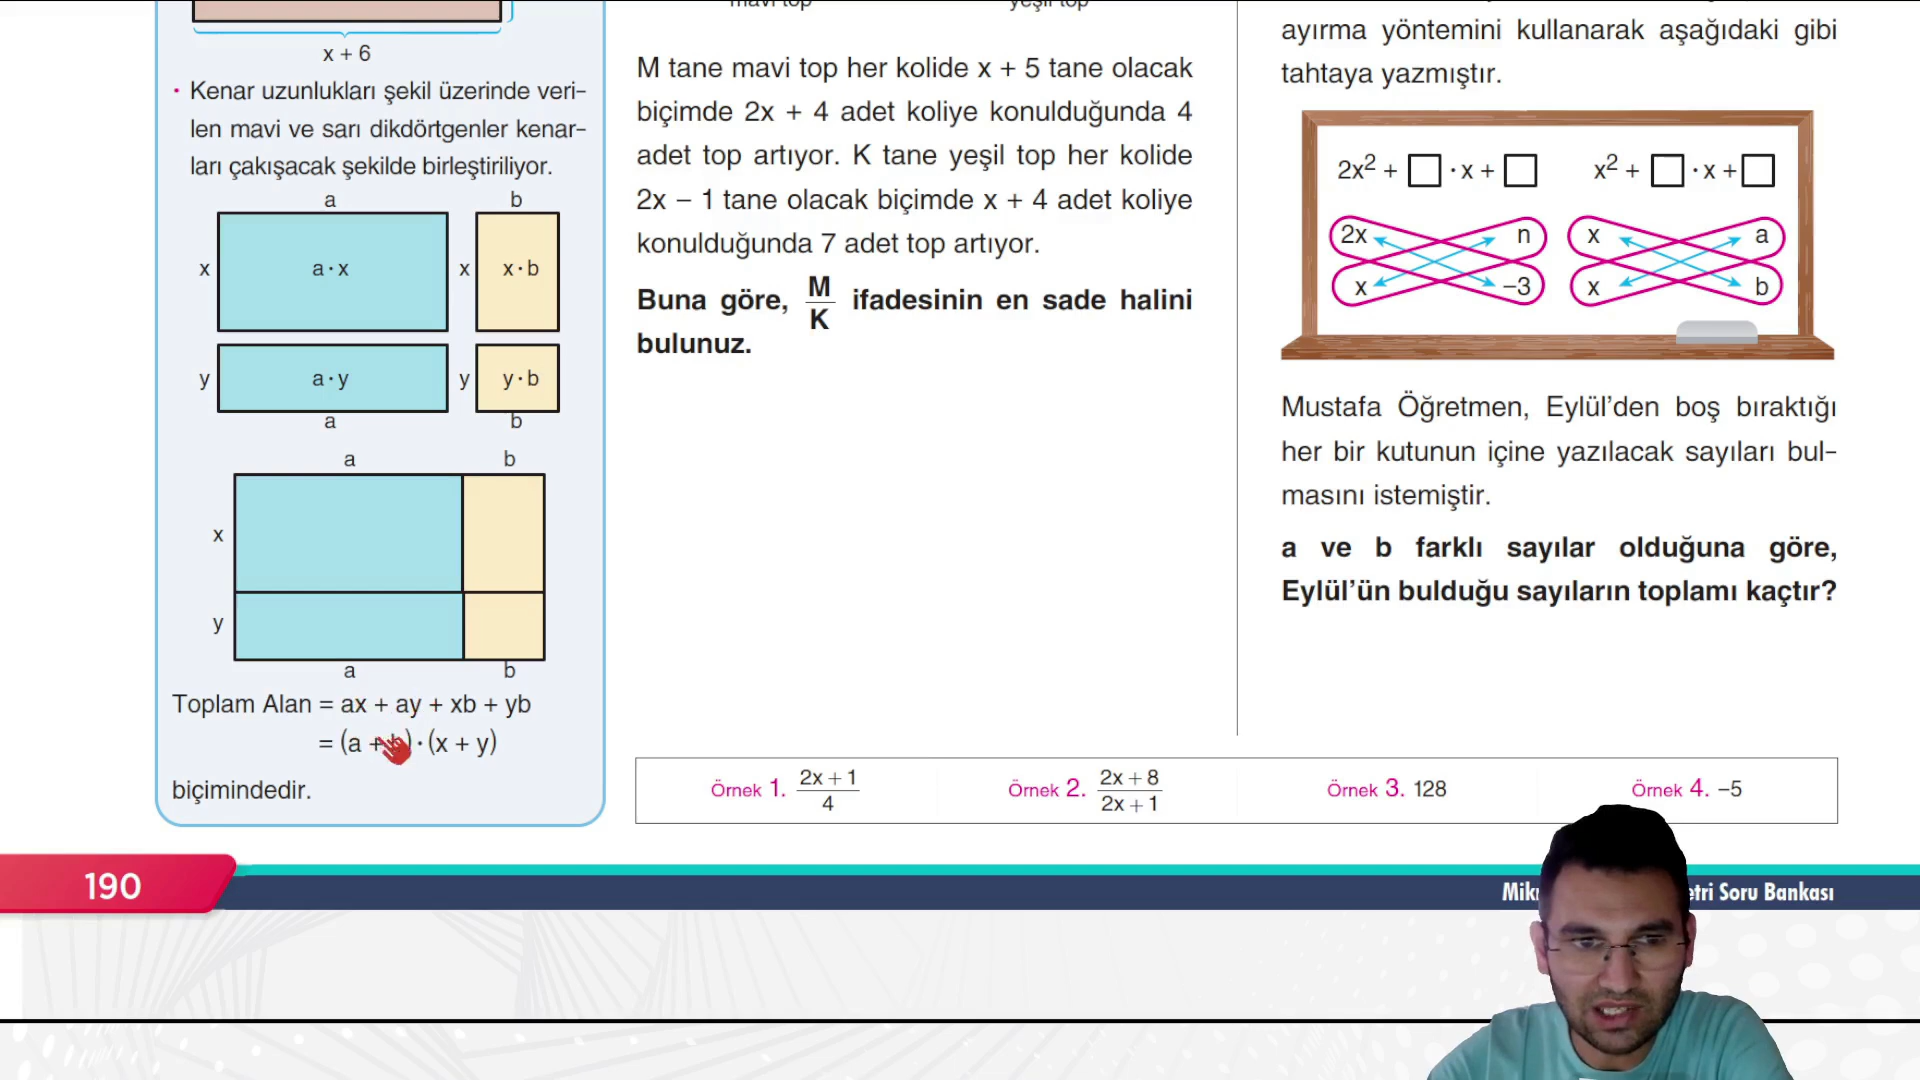 x + 6
• Kenar uzunlukları şekil üzerinde veri-
len mavi ve sarı dikdörtgenler kenar-
ları çakışacak şekilde birleştiriliyor.
a b
x a·x x x·b
y a·y y y·b
a b
a b
x
y
a b
Toplam Alan = ax + ay + xb + yb
= (a + b)·(x + y)
biçimindedir.
mavi top yeşil top
M tane mavi top her kolide x + 5 tane olacak
biçimde 2x + 4 adet koliye konulduğunda 4
adet top artıyor. K tane yeşil top her kolide
2x – 1 tane olacak biçimde x + 4 adet koliye
konulduğunda 7 adet top artıyor.
Buna göre, M/K ifadesinin en sade halini
bulunuz.
ayırma yöntemini kullanarak aşağıdaki gibi
tahtaya yazmıştır.
2x² + □ · x + □ x² + □ · x + □
2x n x a
x –3 x b
Mustafa Öğretmen, Eylül’den boş bıraktığı
her bir kutunun içine yazılacak sayıları bul-
masını istemiştir.
a ve b farklı sayılar olduğuna göre,
Eylül’ün bulduğu sayıların toplamı kaçtır?
Örnek 1. (2x + 1)/4 Örnek 2. (2x + 8)/(2x + 1) Örnek 3. 128 Örnek 4. –5
190
Soru Bankası